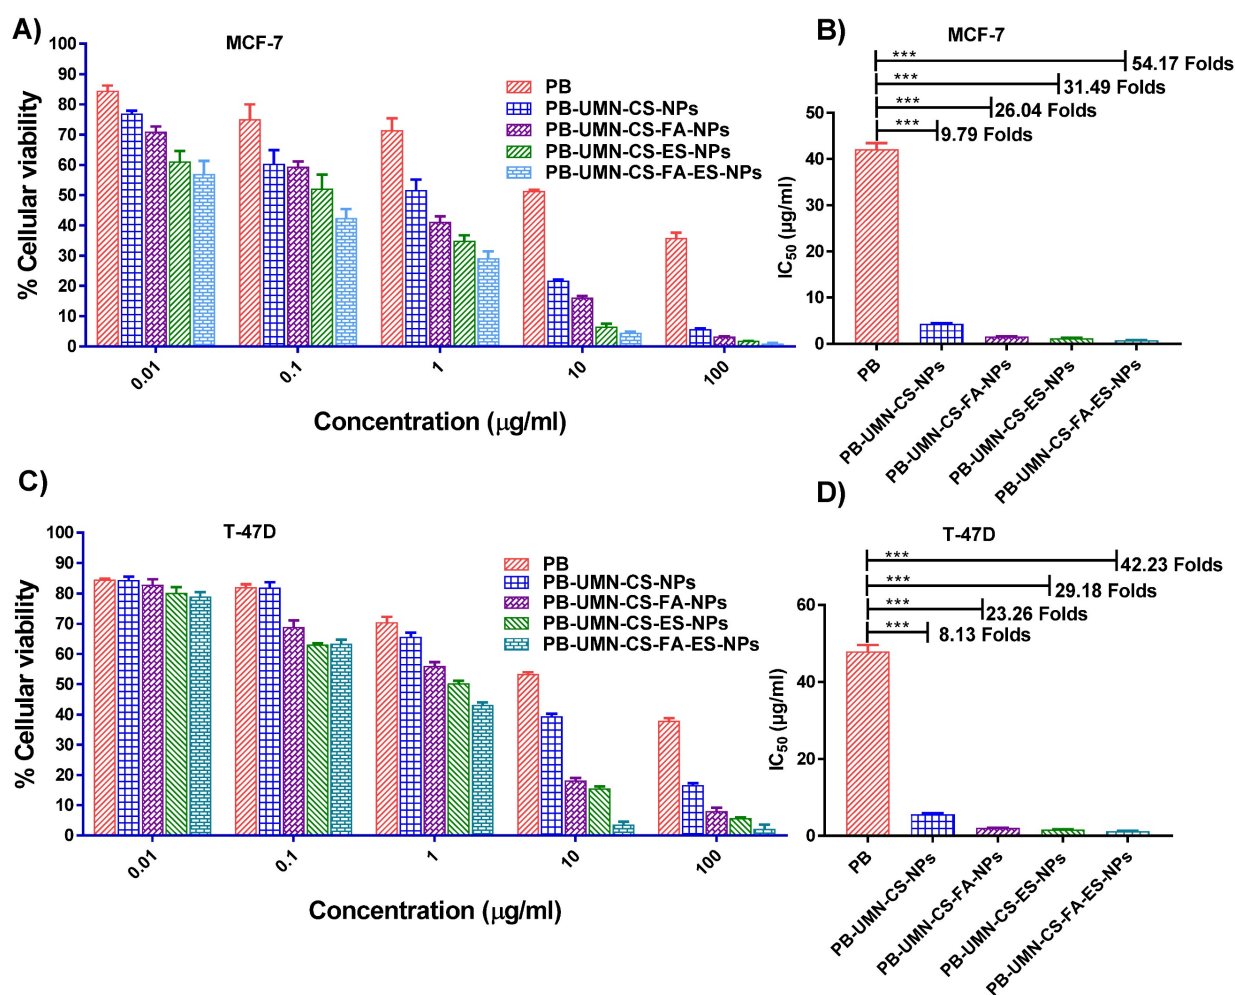 A)
MCF-7
% Cellular viability
100
90
80
70
60
50
40
30
20
10
0
0.01
0.1
1
10
100
Concentration (μg/ml)
PB
PB-UMN-CS-NPs
PB-UMN-CS-FA-NPs
PB-UMN-CS-ES-NPs
PB-UMN-CS-FA-ES-NPs
B)
MCF-7
*** 54.17 Folds
*** 31.49 Folds
*** 26.04 Folds
*** 9.79 Folds
IC50 (μg/ml)
50
40
30
20
10
0
PB
PB-UMN-CS-NPs
PB-UMN-CS-FA-NPs
PB-UMN-CS-ES-NPs
PB-UMN-CS-FA-ES-NPs
C)
T-47D
% Cellular viability
100
90
80
70
60
50
40
30
20
10
0
0.01
0.1
1
10
100
Concentration (μg/ml)
PB
PB-UMN-CS-NPs
PB-UMN-CS-FA-NPs
PB-UMN-CS-ES-NPs
PB-UMN-CS-FA-ES-NPs
D)
T-47D
*** 42.23 Folds
*** 29.18 Folds
*** 23.26 Folds
*** 8.13 Folds
IC50 (μg/ml)
60
40
20
0
PB
PB-UMN-CS-NPs
PB-UMN-CS-FA-NPs
PB-UMN-CS-ES-NPs
PB-UMN-CS-FA-ES-NPs